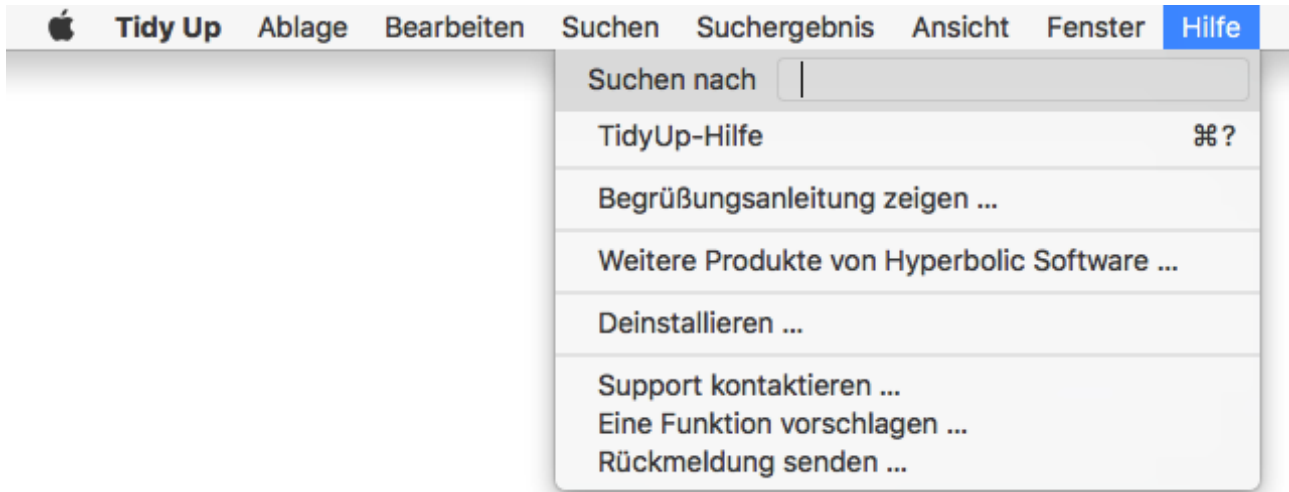 Tidy Up Ablage Bearbeiten Suchen Suchergebnis Ansicht Fenster Hilfe
Suchen nach
TidyUp-Hilfe ⌘?
Begrüßungsanleitung zeigen ...
Weitere Produkte von Hyperbolic Software ...
Deinstallieren ...
Support kontaktieren ...
Eine Funktion vorschlagen ...
Rückmeldung senden ...